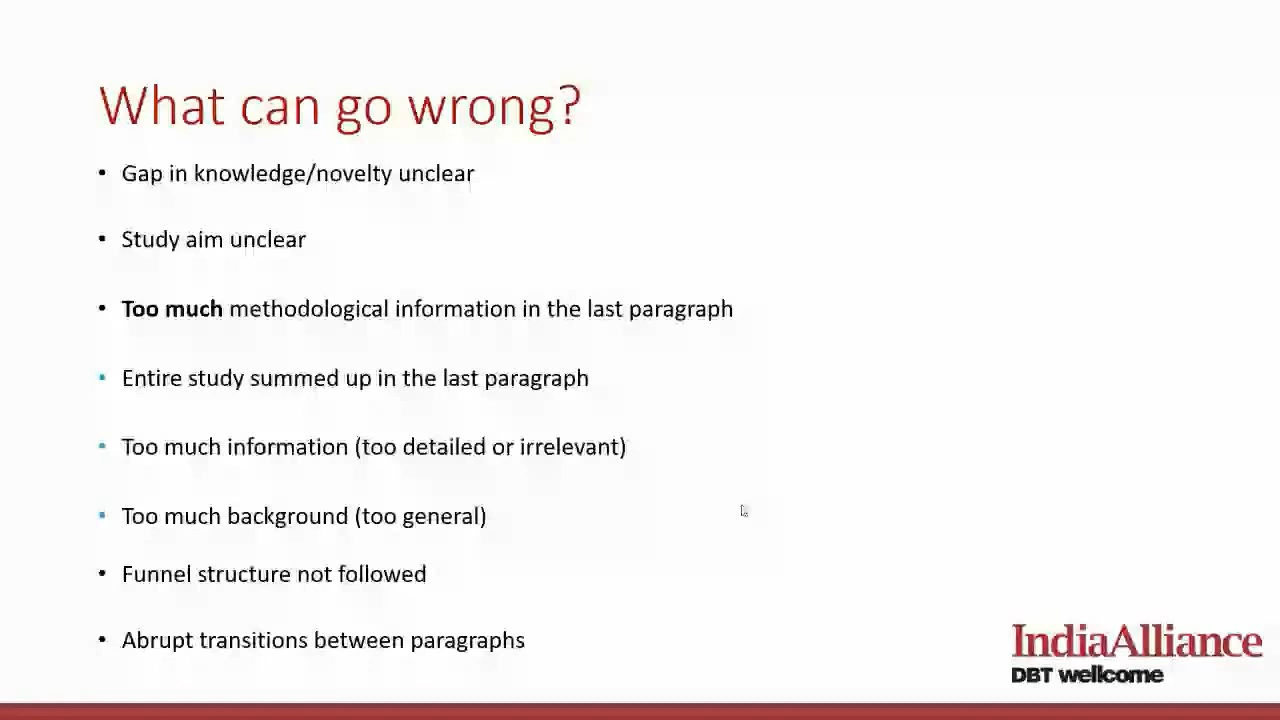 What can go wrong?
• Gap in knowledge/novelty unclear
• Study aim unclear
• Too much methodological information in the last paragraph
• Entire study summed up in the last paragraph
• Too much information (too detailed or irrelevant)
• Too much background (too general)
• Funnel structure not followed
• Abrupt transitions between paragraphs
IndiaAlliance
DBT wellcome